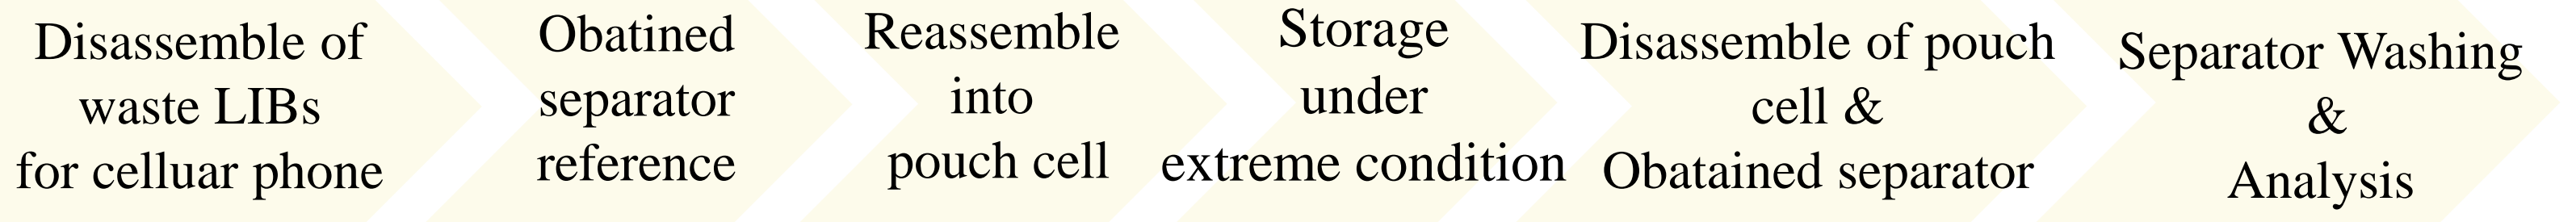 Disassemble of
waste LIBs
for celluar phone
Obatined
separator
reference
Reassemble
into
pouch cell
Storage
under
extreme condition
Disassemble of pouch
cell &
Obatained separator
Separator Washing
&
Analysis